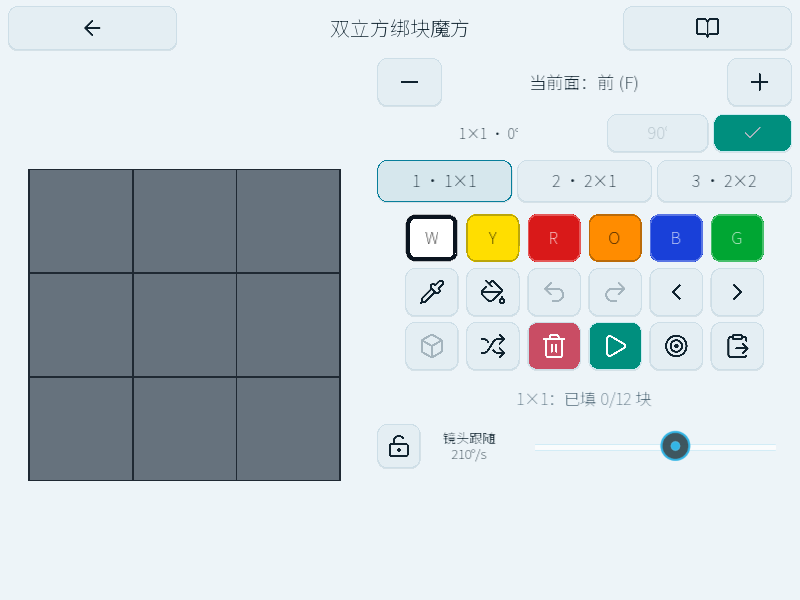 双立方绑块魔方
当前面：前 (F)
1×1 · 0°
90°
1 · 1×1
2 · 2×1
3 · 2×2
W
Y
R
O
B
G
1×1：已填 0/12 块
镜头跟随
210°/s